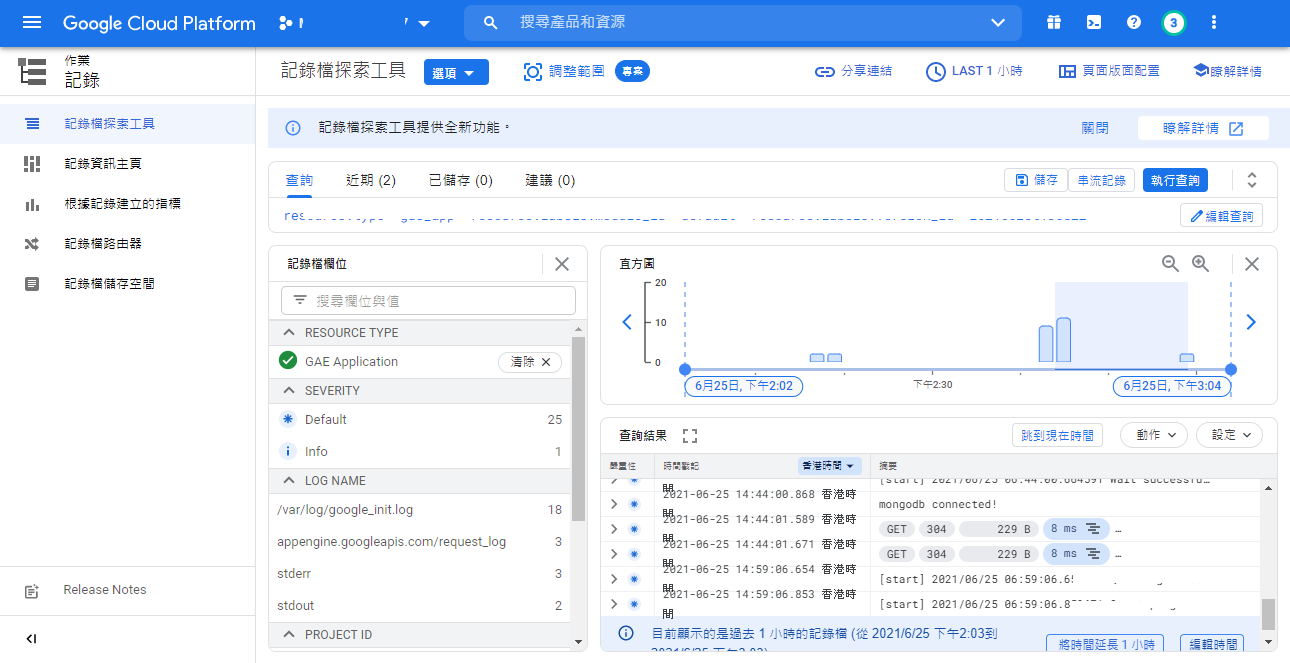 Google Cloud Platform
搜尋產品和資源
3
作業
記錄
記錄檔探索工具
選項
調整範圍
專案
分享連結
LAST 1 小時
頁面版面配置
瞭解詳情
記錄檔探索工具
記錄資訊主頁
根據記錄建立的指標
記錄檔路由器
記錄檔儲存空間
Release Notes
記錄檔探索工具提供全新功能。
關閉
瞭解詳情
查詢
近期 (2)
已儲存 (0)
建議 (0)
儲存
串流記錄
執行查詢
編輯查詢
記錄檔欄位
搜尋欄位與值
RESOURCE TYPE
GAE Application
清除
SEVERITY
Default 25
Info 1
LOG NAME
/var/log/google_init.log 18
appengine.googleapis.com/request_log 3
stderr 3
stdout 2
PROJECT ID
直方圖
20
10
0
6月25日, 下午2:02
下午2:30
6月25日, 下午3:04
查詢結果
跳到現在時間
動作
設定
嚴重性
時間戳記
香港時間
摘要
間
2021-06-25 14:44:00.868 香港時間
mongodb connected!
2021-06-25 14:44:01.589 香港時間
GET 304 229 B 8 ms …
2021-06-25 14:44:01.671 香港時間
GET 304 229 B 8 ms …
2021-06-25 14:59:06.654 香港時間
[start] 2021/06/25 06:59:06.6
2021-06-25 14:59:06.853 香港時間
[start] 2021/06/25 06:59:06.8
目前顯示的是過去 1 小時的記錄檔 (從 2021/6/25 下午2:03到
將時間延長 1 小時
編輯時間